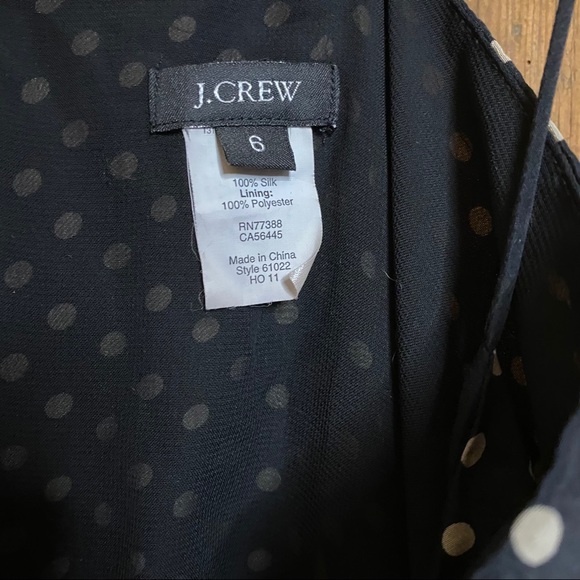 J.CREW
6
100% Silk
Lining:
100% Polyester
RN77388
CA56445
Made in China
Style 61022
HO 11